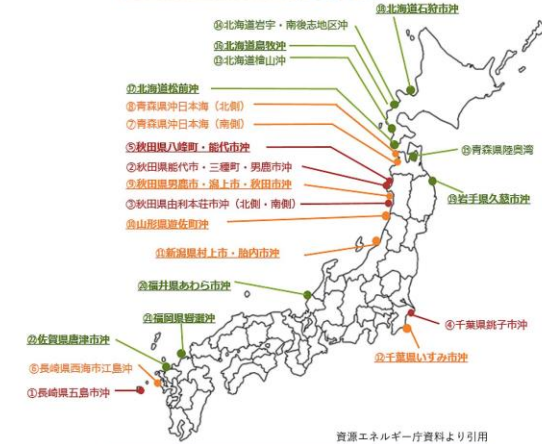 ⑱北海道石狩市沖
⑭北海道岩宇・南後志地区沖
⑯北海道島牧沖
⑬北海道檜山沖
⑰北海道松前沖
⑧青森県沖日本海（北側）
⑦青森県沖日本海（南側）
⑤秋田県八峰町・能代市沖
⑮青森県陸奥湾
②秋田県能代市・三種町・男鹿市沖
⑨秋田県男鹿市・潟上市・秋田市沖
⑲岩手県久慈市沖
③秋田県由利本荘市沖（北側・南側）
⑩山形県遊佐町沖
⑪新潟県村上市・胎内市沖
⑳福井県あわら市沖
㉑福岡県響灘沖
④千葉県銚子市沖
㉒佐賀県唐津市沖
⑫千葉県いすみ市沖
⑥長崎県西海市江島沖
①長崎県五島市沖
資源エネルギー庁資料より引用